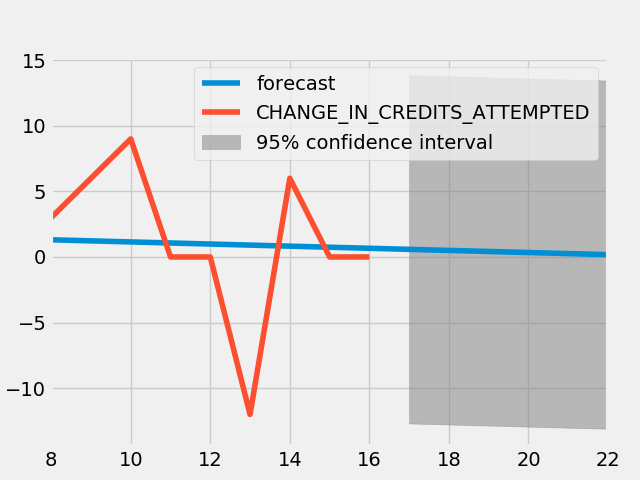 15
10
5
0
−5
−10
forecast
CHANGE_IN_CREDITS_ATTEMPTED
95% confidence interval
8 10 12 14 16 18 20 22